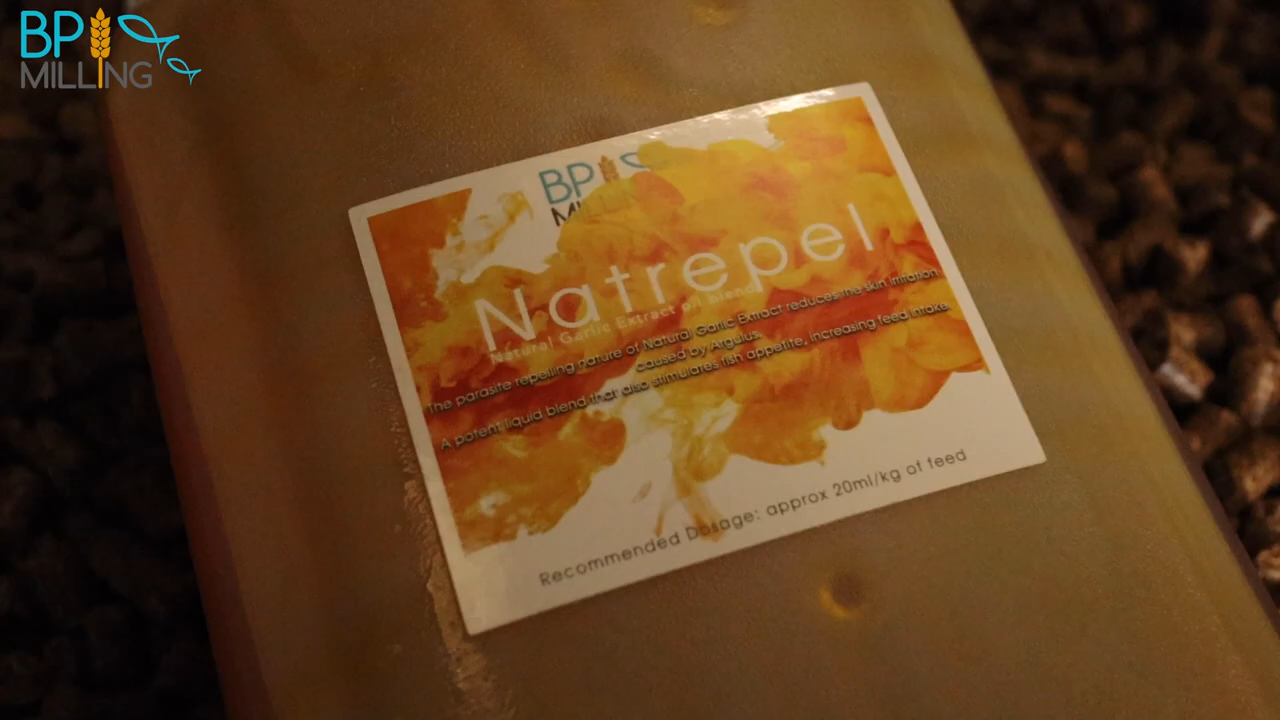 BP
MILLING
BP
Natrepel
Natural Garlic Extract oil blend
The parasite repelling nature of Natural Garlic Extract reduces the skin irritation
caused by Argulus.
A potent liquid blend that also stimulates fish appetite, increasing feed intake.
Recommended Dosage: approx 20ml/kg of feed